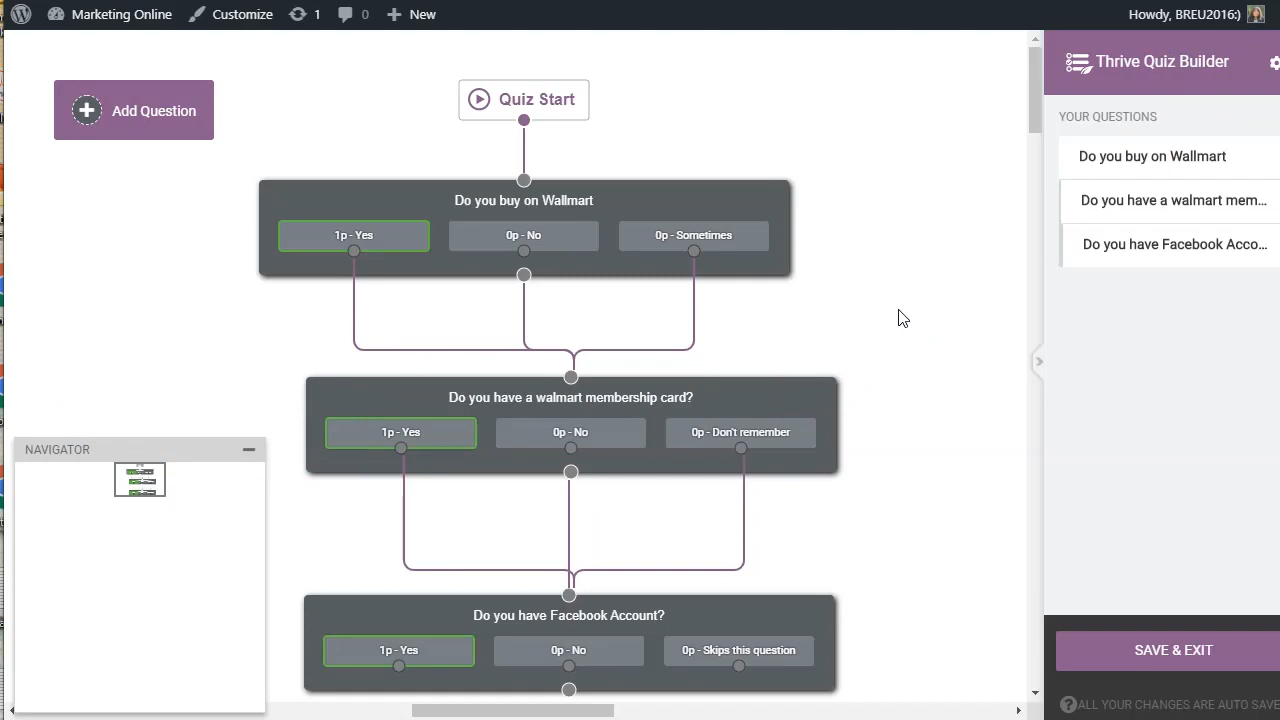 Marketing Online
Customize
1
0
New
Howdy, BREU2016:)
Add Question
Quiz Start
Thrive Quiz Builder
YOUR QUESTIONS
Do you buy on Wallmart
Do you have a walmart mem...
Do you have Facebook Acco...
Do you buy on Wallmart
1p - Yes
0p - No
0p - Sometimes
Do you have a walmart membership card?
1p - Yes
0p - No
0p - Don't remember
Do you have Facebook Account?
1p - Yes
0p - No
0p - Skips this question
NAVIGATOR
SAVE & EXIT
ALL YOUR CHANGES ARE AUTO SAVE